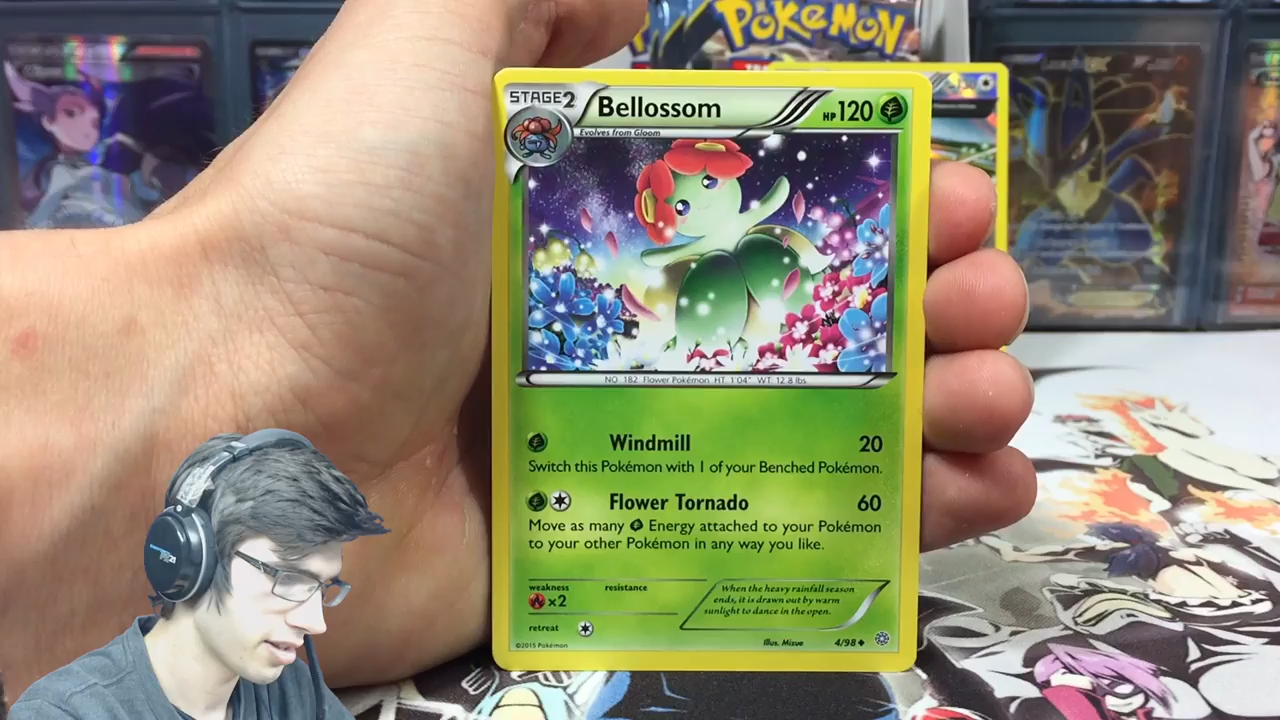 POKéMON
STAGE2
Bellossom
HP 120
Evolves from Gloom
NO. 182 Flower Pokémon HT: 1'04" WT: 12.8 lbs
Windmill 20
Switch this Pokémon with 1 of your Benched Pokémon.
Flower Tornado 60
Move as many Energy attached to your Pokémon
to your other Pokémon in any way you like.
weakness resistance
×2
When the heavy rainfall season
ends, it is drawn out by warm
sunlight to dance in the open.
retreat
©2015 Pokémon
Illus. Mizue 4/98